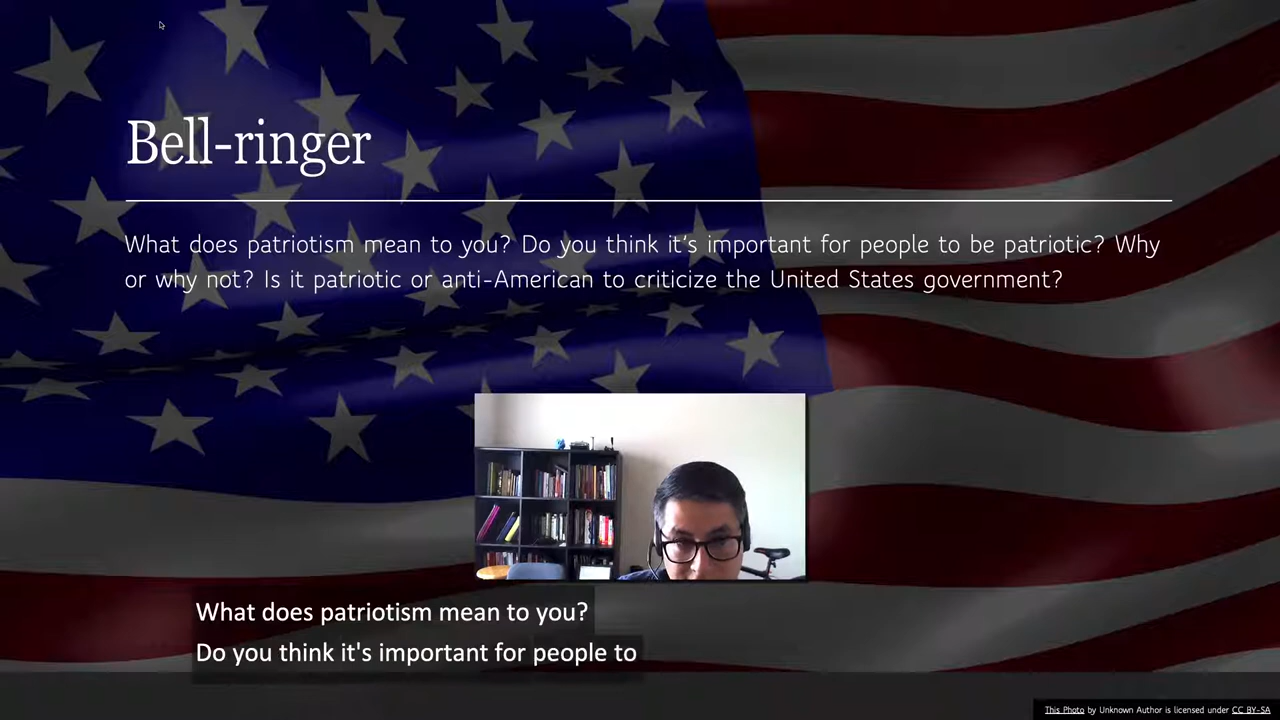 Bell-ringer
What does patriotism mean to you? Do you think it's important for people to be patriotic? Why
or why not? Is it patriotic or anti-American to criticize the United States government?
What does patriotism mean to you?
Do you think it's important for people to
This Photo by Unknown Author is licensed under CC BY-SA